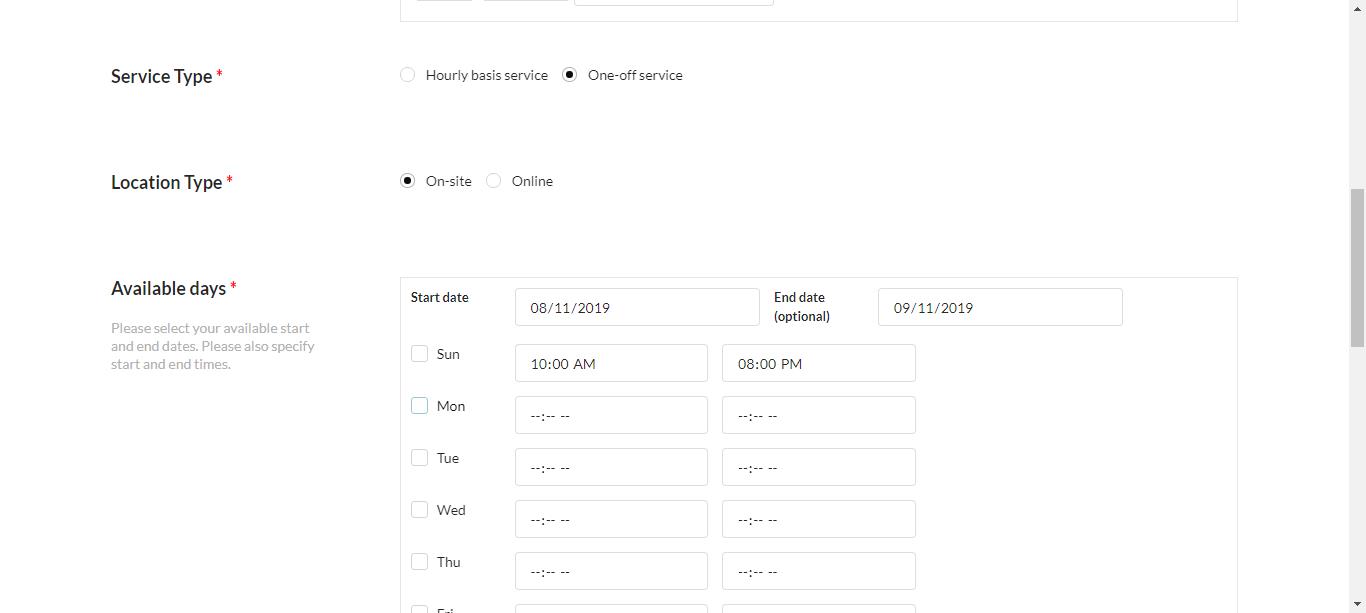 Service Type *
Hourly basis service One-off service
Location Type *
On-site Online
Available days *
Please select your available start
and end dates. Please also specify
start and end times.
Start date 08/11/2019 End date
(optional) 09/11/2019
Sun 10:00 AM 08:00 PM
Mon --:-- -- --:-- --
Tue --:-- -- --:-- --
Wed --:-- -- --:-- --
Thu --:-- -- --:-- --
Fri